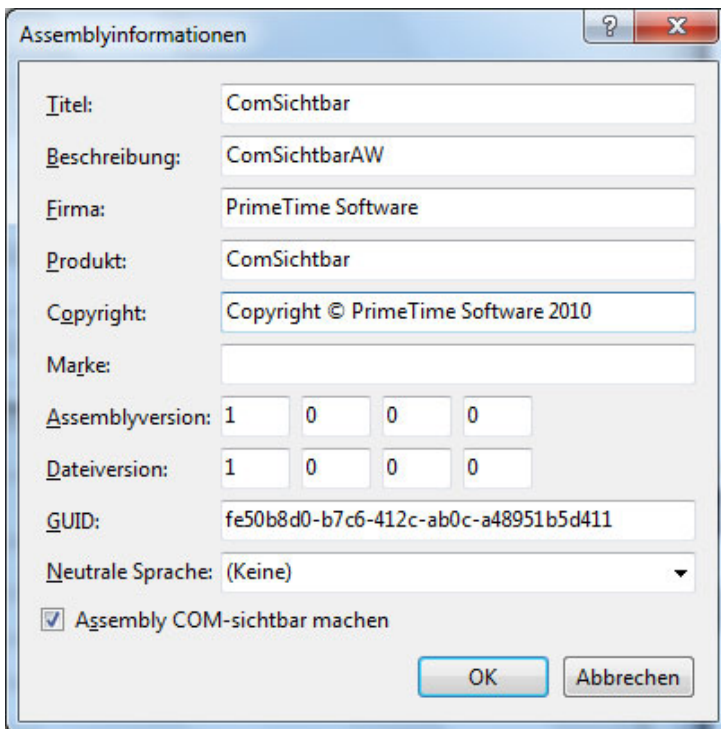 Assemblyinformationen
Titel: ComSichtbar
Beschreibung: ComSichtbarAW
Firma: PrimeTime Software
Produkt: ComSichtbar
Copyright: Copyright © PrimeTime Software 2010
Marke:
Assemblyversion: 1 0 0 0
Dateiversion: 1 0 0 0
GUID: fe50b8d0-b7c6-412c-ab0c-a48951b5d411
Neutrale Sprache: (Keine)
Assembly COM-sichtbar machen
OK Abbrechen